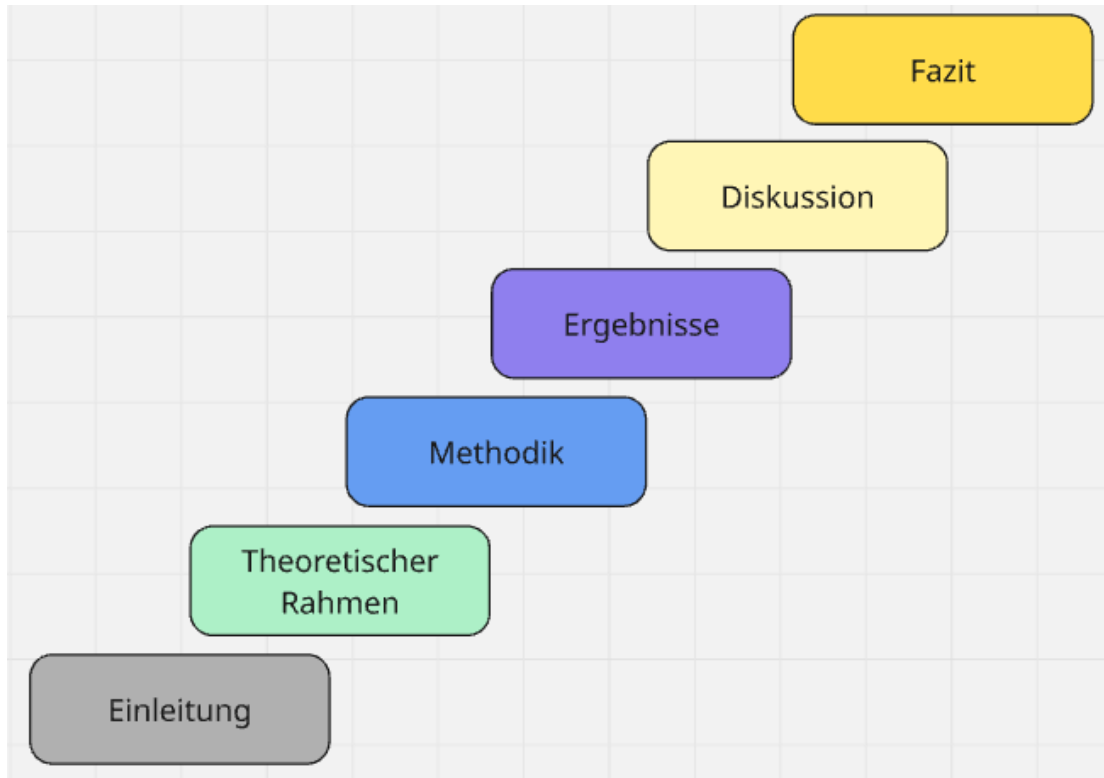 Fazit
Diskussion
Ergebnisse
Methodik
Theoretischer
Rahmen
Einleitung